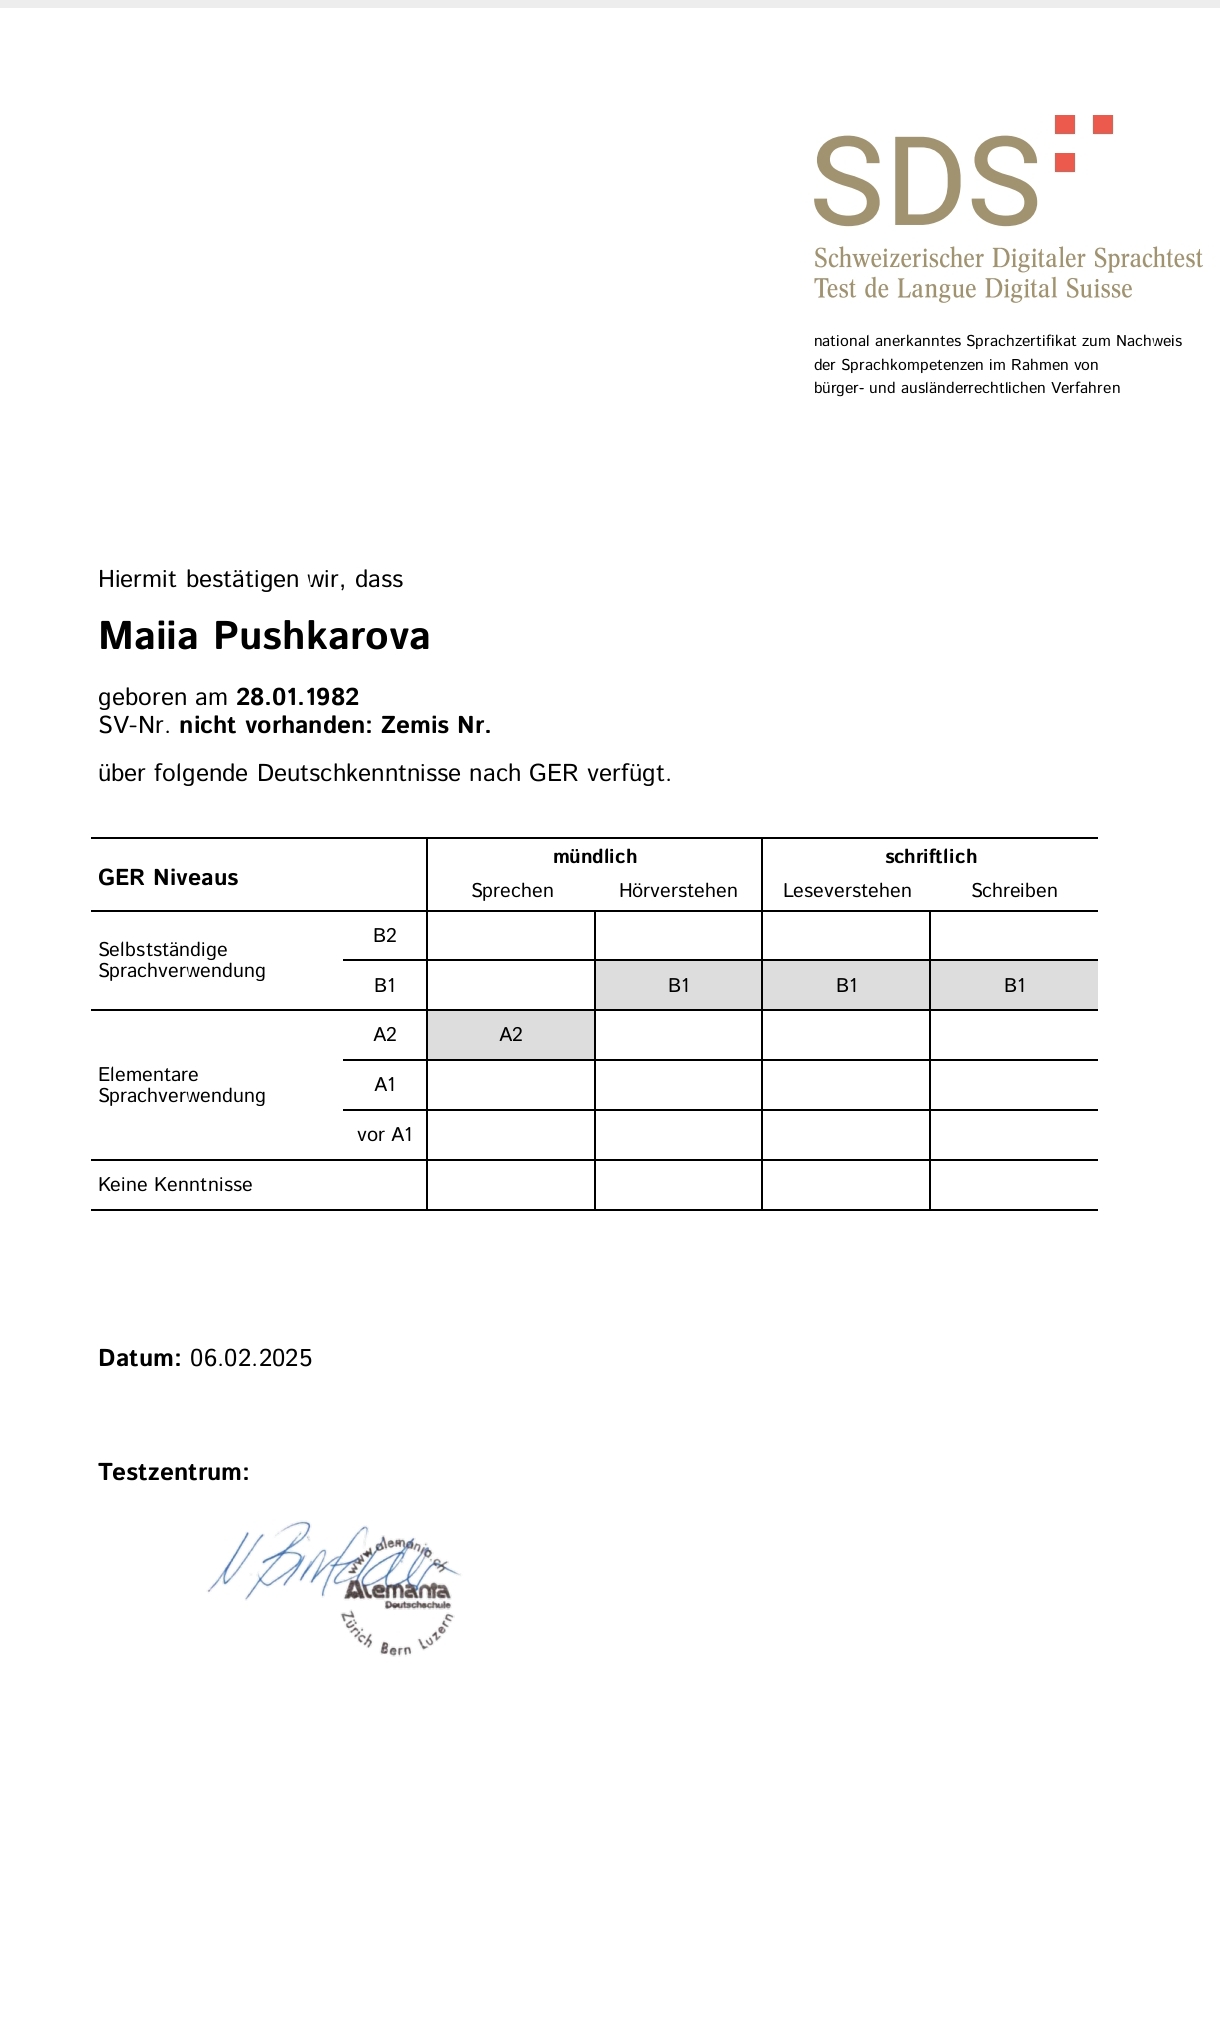 SDS
Schweizerischer Digitaler Sprachtest
Test de Langue Digital Suisse
national anerkanntes Sprachzertifikat zum Nachweis
der Sprachkompetenzen im Rahmen von
bürger- und ausländerrechtlichen Verfahren
Hiermit bestätigen wir, dass
Maiia Pushkarova
geboren am 28.01.1982
SV-Nr. nicht vorhanden: Zemis Nr.
über folgende Deutschkenntnisse nach GER verfügt.
GER Niveaus
mündlich schriftlich
Sprechen Hörverstehen Leseverstehen Schreiben
Selbstständige
Sprachverwendung
B2
B1 B1 B1 B1
Elementare
Sprachverwendung
A2 A2
A1
vor A1
Keine Kenntnisse
Datum: 06.02.2025
Testzentrum:
www.alemania.ch
Alemania
Deutschschule
Zürich Bern Luzern